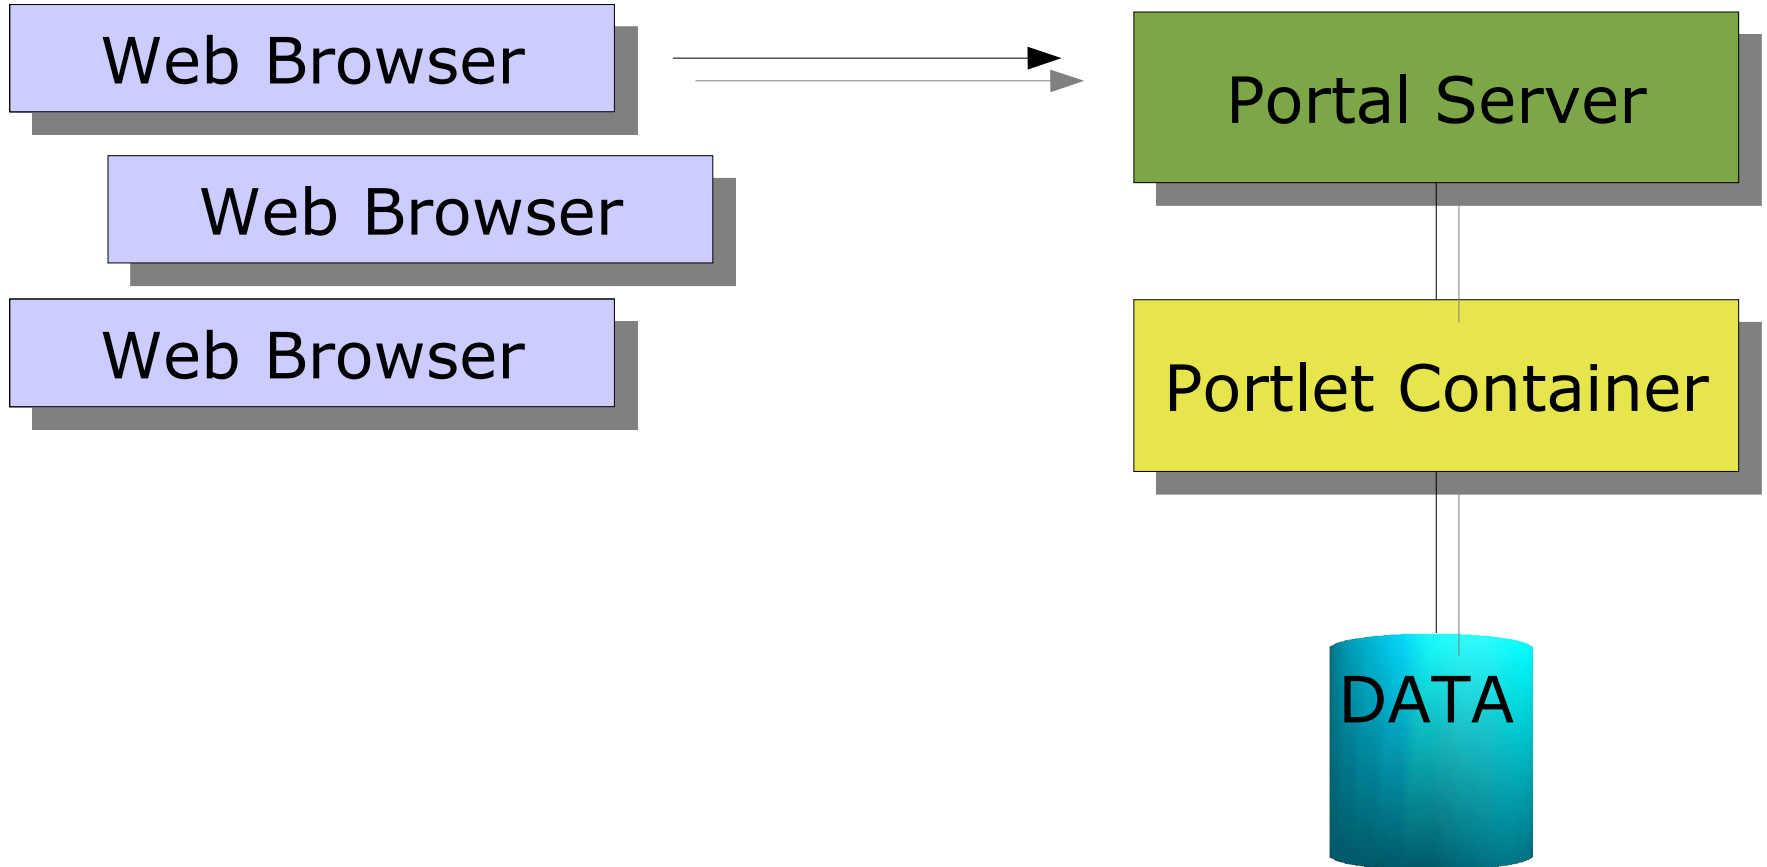 Web Browser
Web Browser
Web Browser
Portal Server
Portlet Container
DATA